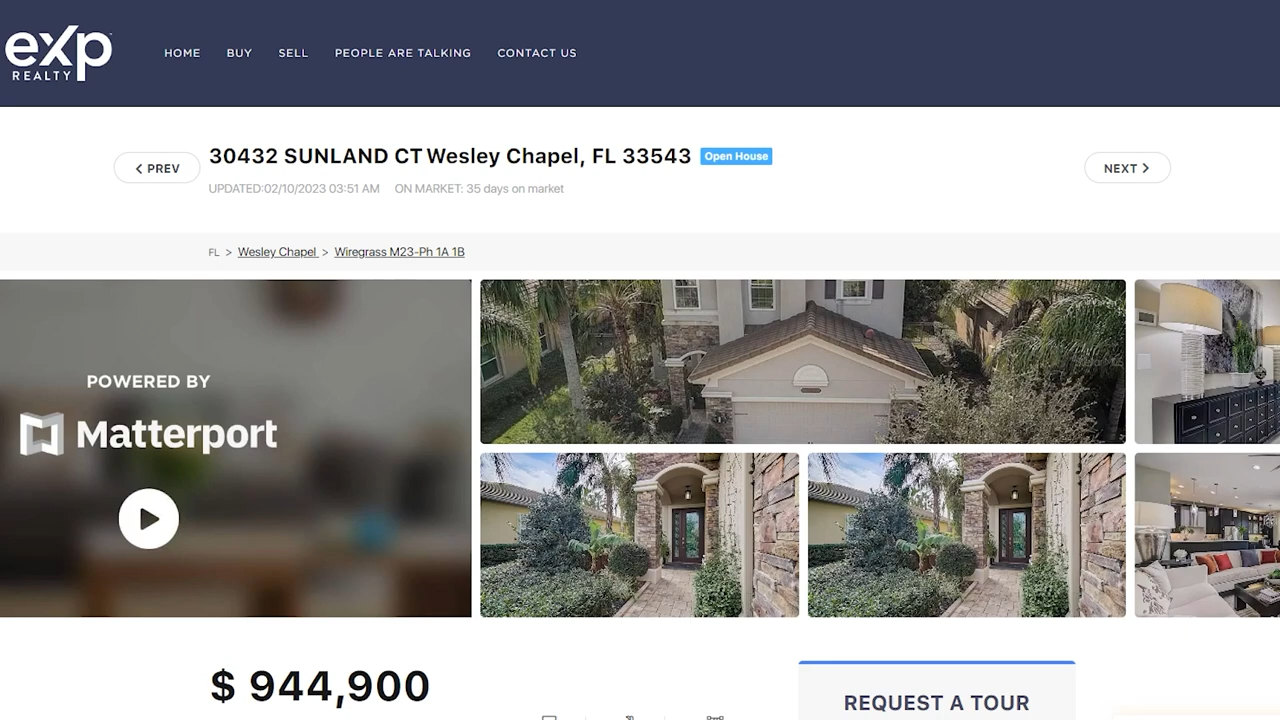 eXp
REALTY
HOME BUY SELL PEOPLE ARE TALKING CONTACT US
PREV
30432 SUNLAND CT Wesley Chapel, FL 33543 Open House
NEXT
UPDATED:02/10/2023 03:51 AM ON MARKET: 35 days on market
FL > Wesley Chapel > Wiregrass M23-Ph 1A 1B
POWERED BY
Matterport
$ 944,900
REQUEST A TOUR